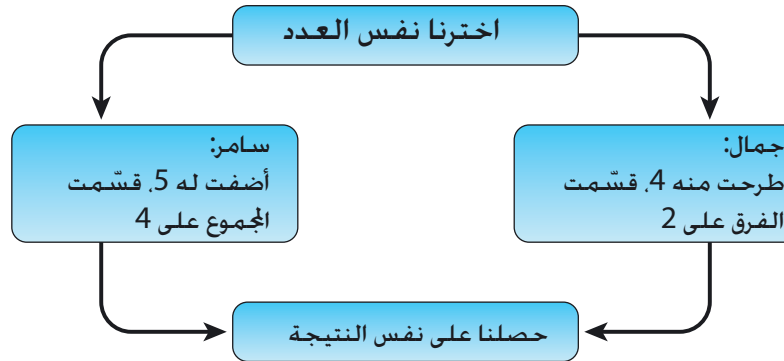 اخترنا نفس العدد
جمال:
طرحت منه 4، قسّمت
الفرق على 2
سامر:
أضفت له 5، قسّمت
المجموع على 4
حصلنا على نفس النتيجة